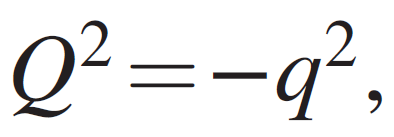 Q² = −q²,